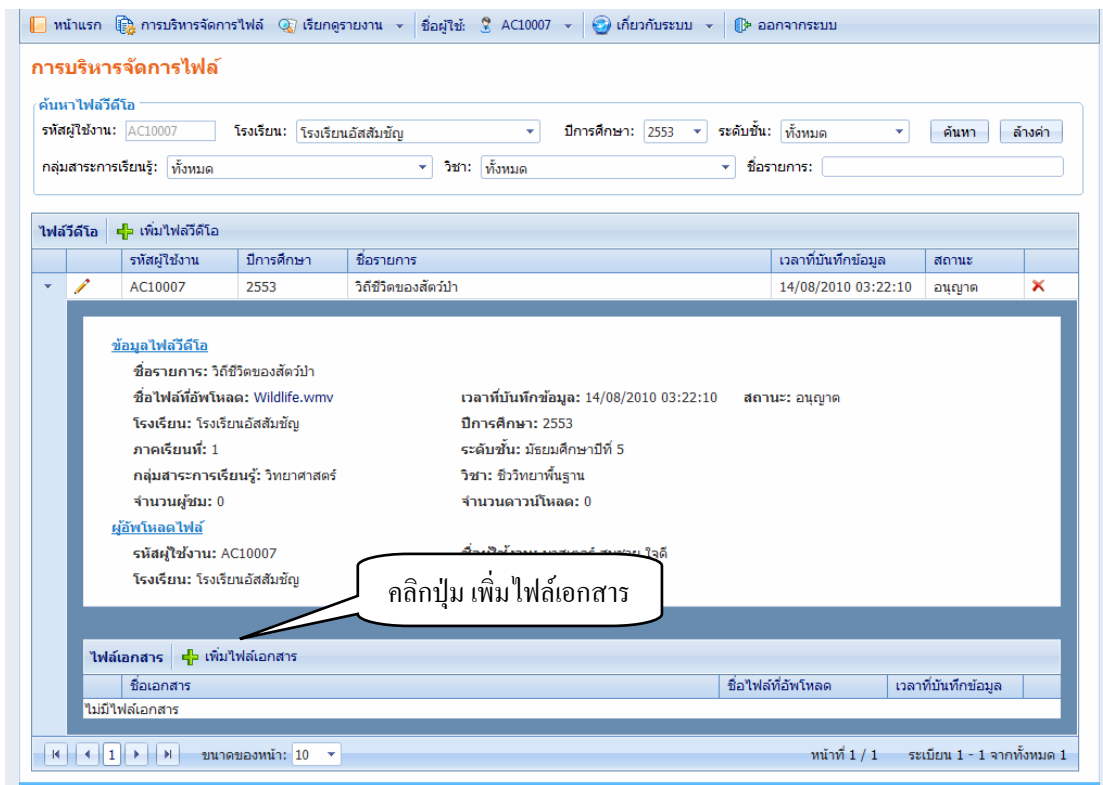 หน้าแรก การบริหารจัดการไฟล์ เรียกดูรายงาน ชื่อผู้ใช้: AC10007 เกี่ยวกับระบบ ออกจากระบบ
การบริหารจัดการไฟล์
ค้นหาไฟล์วีดีโอ
รหัสผู้ใช้งาน: AC10007 โรงเรียน: โรงเรียนอัสสัมชัญ ปีการศึกษา: 2553 ระดับชั้น: ทั้งหมด ค้นหา ล้างค่า
กลุ่มสาระการเรียนรู้: ทั้งหมด วิชา: ทั้งหมด ชื่อรายการ:
ไฟล์วีดีโอ เพิ่มไฟล์วีดีโอ
รหัสผู้ใช้งาน ปีการศึกษา ชื่อรายการ เวลาที่บันทึกข้อมูล สถานะ
AC10007 2553 วิถีชีวิตของสัตว์ป่า 14/08/2010 03:22:10 อนุญาต
ข้อมูลไฟล์วีดีโอ
ชื่อรายการ: วิถีชีวิตของสัตว์ป่า
ชื่อไฟล์ที่อัพโหลด: Wildlife.wmv เวลาที่บันทึกข้อมูล: 14/08/2010 03:22:10 สถานะ: อนุญาต
โรงเรียน: โรงเรียนอัสสัมชัญ ปีการศึกษา: 2553
ภาคเรียนที่: 1 ระดับชั้น: มัธยมศึกษาปีที่ 5
กลุ่มสาระการเรียนรู้: วิทยาศาสตร์ วิชา: ชีววิทยาพื้นฐาน
จำนวนผู้ชม: 0 จำนวนดาวน์โหลด: 0
ผู้อัพโหลดไฟล์
รหัสผู้ใช้งาน: AC10007
โรงเรียน: โรงเรียนอัสสัมชัญ
คลิกปุ่ม เพิ่มไฟล์เอกสาร
ไฟล์เอกสาร เพิ่มไฟล์เอกสาร
ชื่อเอกสาร ชื่อไฟล์ที่อัพโหลด เวลาที่บันทึกข้อมูล
ไม่มีไฟล์เอกสาร
1 ขนาดของหน้า: 10 หน้าที่ 1 / 1 ระเบียน 1 - 1 จากทั้งหมด 1